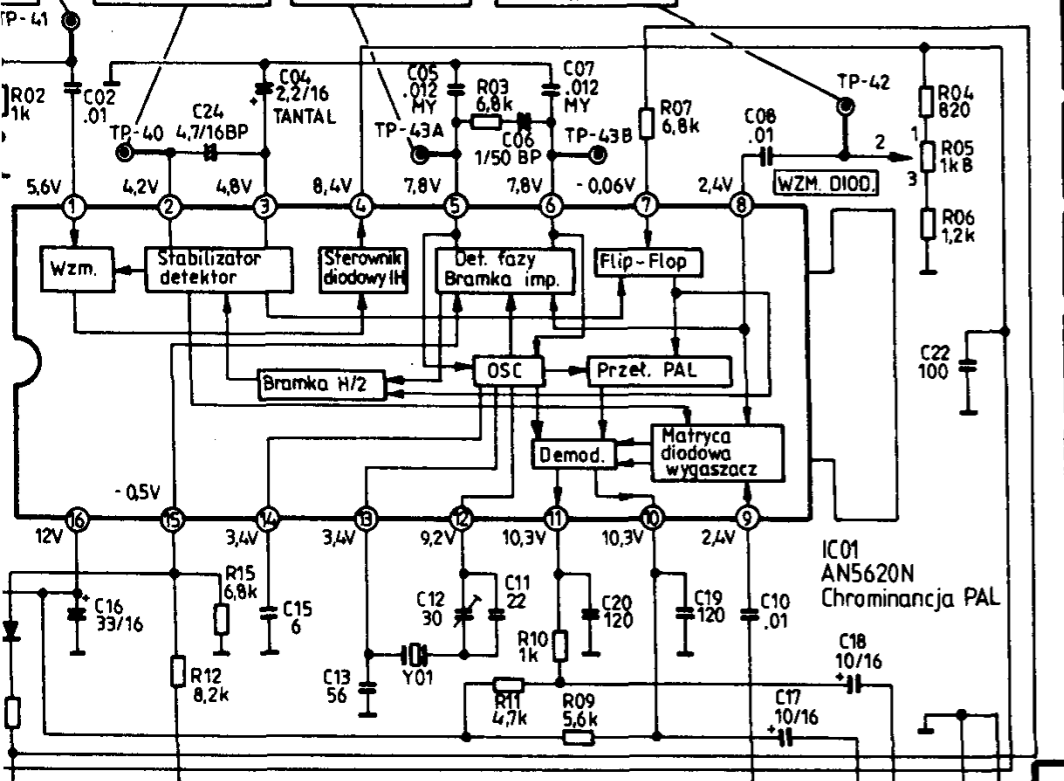 TP-41
R02
1k
C02
.01
TP-40
C24
4,7/16BP
C04
2,2/16
TANTAL
C05
.012
MY
R03
6,8k
C06
1/50 BP
C07
.012
MY
TP-43A
TP-43B
R07
6,8k
C08
.01
TP-42
WZM. DIOD.
R04
820
1
2
3
R05
1kB
R06
1,2k
5,6V
4,2V
4,8V
8,4V
7,8V
7,8V
-0,06V
2,4V
1
2
3
4
5
6
7
8
Wzm.
Stabilizator
detektor
Sterownik
diodowy IH
Det. fazy
Bramka imp.
Flip-Flop
Bramka H/2
OSC
Przeł. PAL
Demod.
Matryca
diodowa
wygaszacz
C22
100
-0,5V
16
15
14
13
12
11
10
9
12V
3,4V
3,4V
9,2V
10,3V
10,3V
2,4V
IC01
AN5620N
Chrominancja PAL
C16
33/16
R15
6,8k
R12
8,2k
C15
6
C13
56
Y01
C12
30
C11
22
R10
1k
C20
120
C19
120
C10
.01
R11
4,7k
R09
5,6k
C18
10/16
C17
10/16